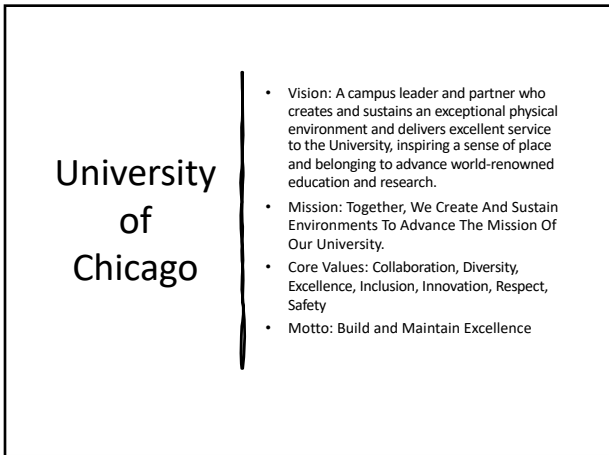 University
of
Chicago
• Vision: A campus leader and partner who
creates and sustains an exceptional physical
environment and delivers excellent service
to the University, inspiring a sense of place
and belonging to advance world-renowned
education and research.
• Mission: Together, We Create And Sustain
Environments To Advance The Mission Of
Our University.
• Core Values: Collaboration, Diversity,
Excellence, Inclusion, Innovation, Respect,
Safety
• Motto: Build and Maintain Excellence